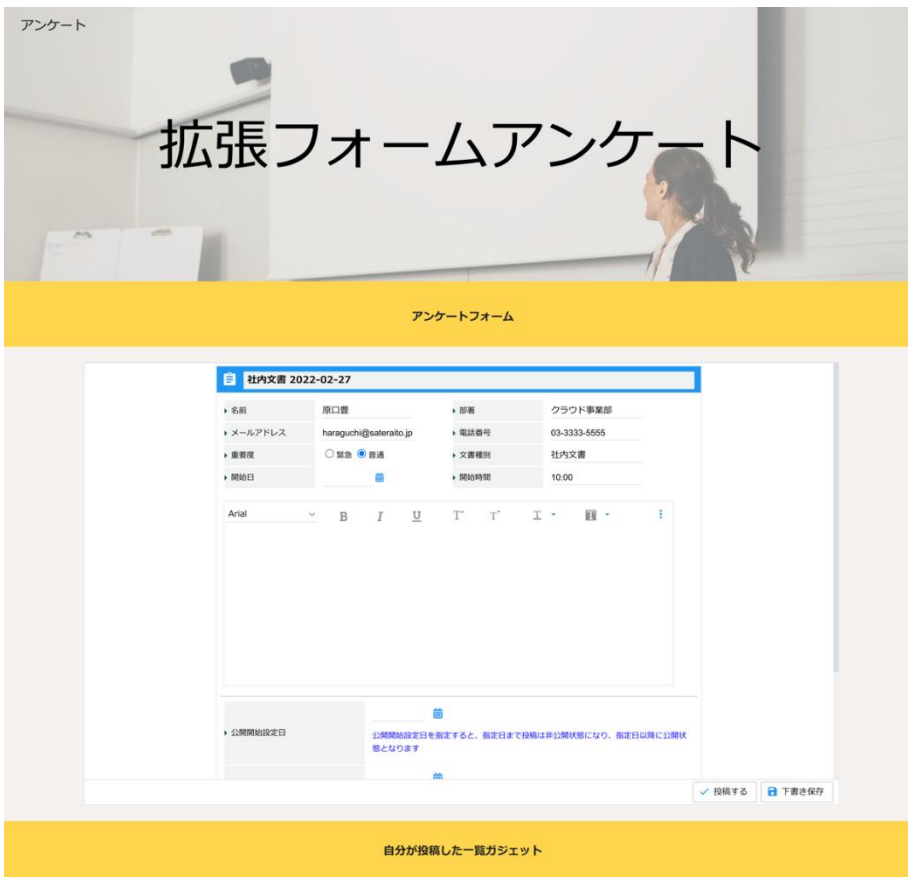 アンケート
拡張フォームアンケート
アンケートフォーム
社内文書 2022-02-27
名前 原口豊 部署 クラウド事業部
メールアドレス haraguchi@sateraito.jp 電話番号 03-3333-5555
重要度 緊急 普通 文書種別 社内文書
開始日 開始時間 10:00
Arial B I U T T T T
公開開始設定日
公開開始設定日を指定すると、指定日まで投稿は非公開状態になり、指定日以降に公開状
態となります
投稿する 下書き保存
自分が投稿した一覧ガジェット